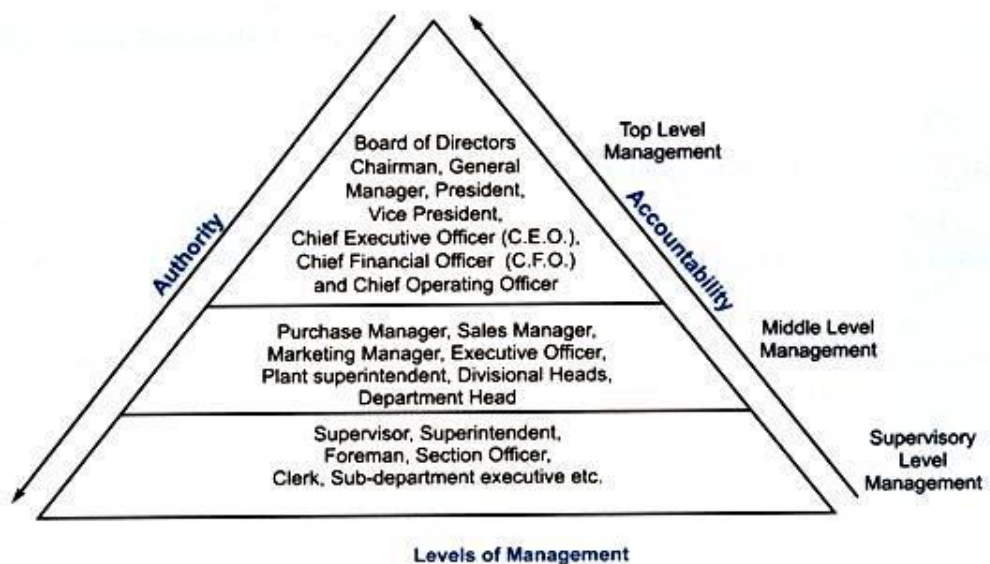 Board of Directors
Chairman, General
Manager, President,
Vice President,
Chief Executive Officer (C.E.O.),
Chief Financial Officer (C.F.O.)
and Chief Operating Officer
Top Level
Management
Authority
Accountability
Purchase Manager, Sales Manager,
Marketing Manager, Executive Officer,
Plant superintendent, Divisional Heads,
Department Head
Middle Level
Management
Supervisor, Superintendent,
Foreman, Section Officer,
Clerk, Sub-department executive etc.
Supervisory
Level
Management
Levels of Management